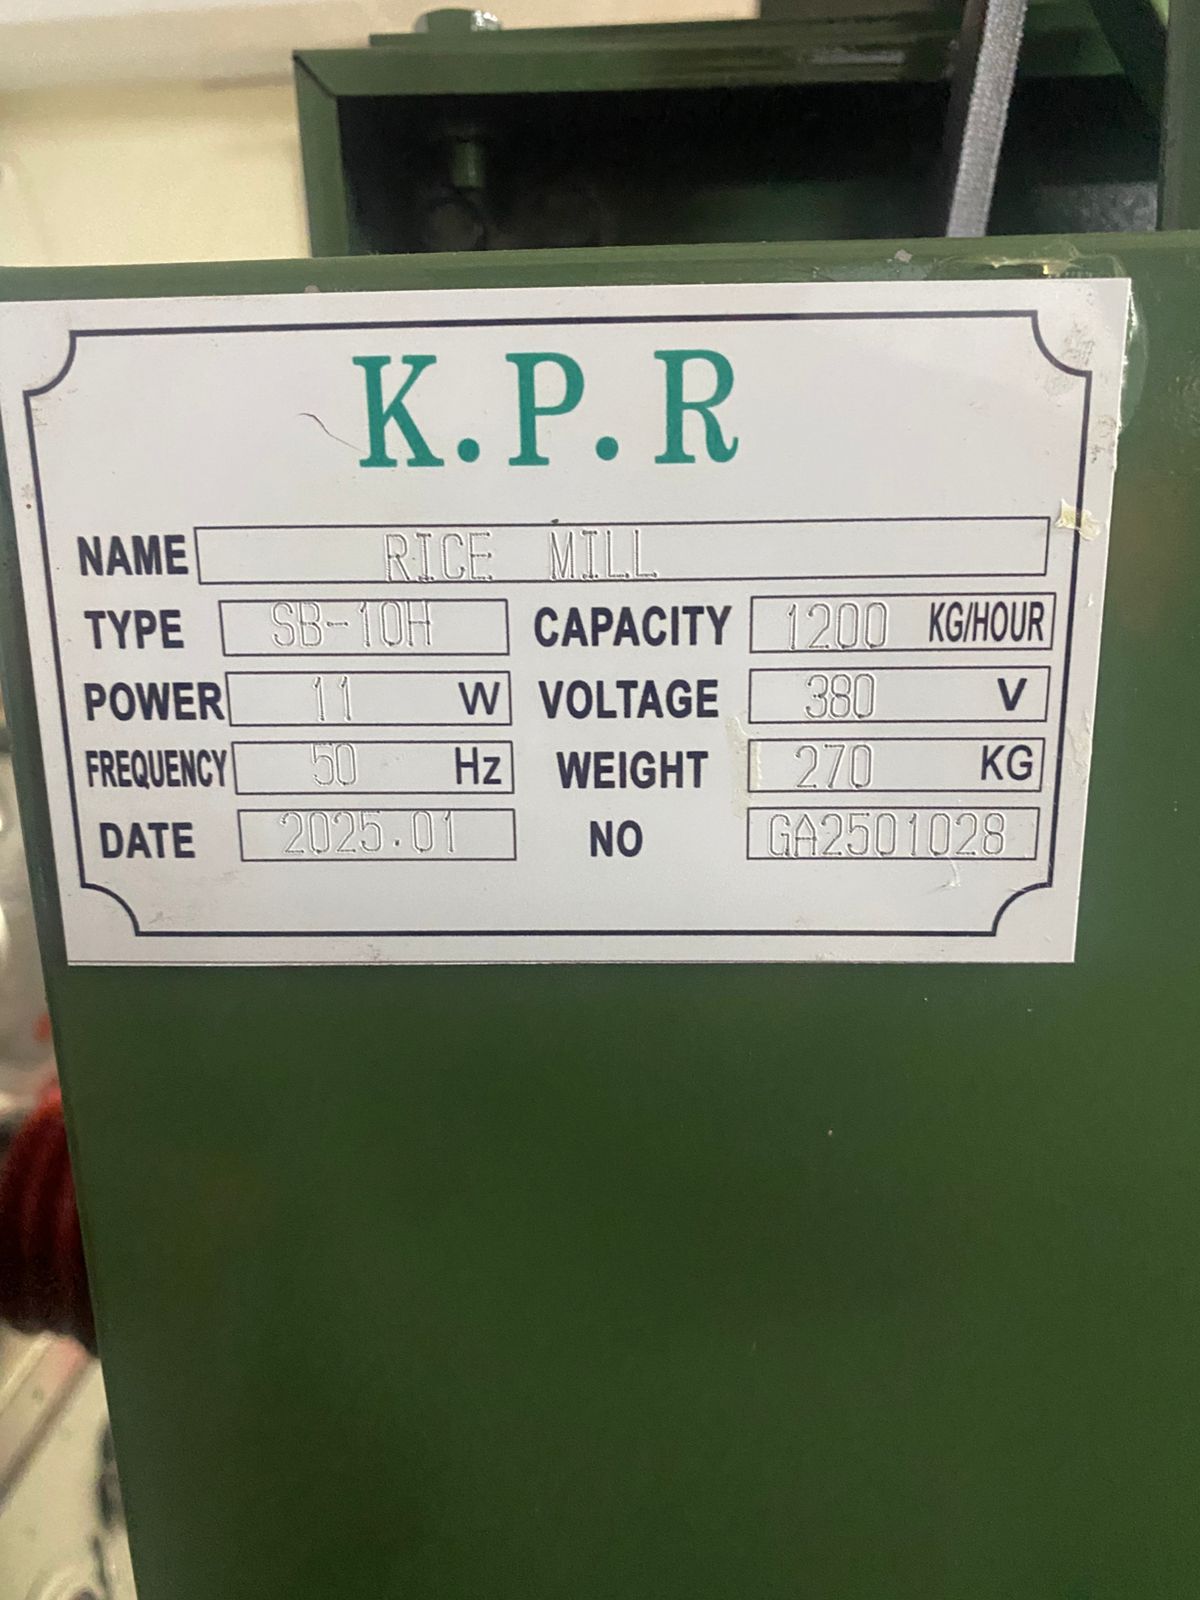 K.P.R
NAME RICE MILL
TYPE SB-10H CAPACITY 1200 KG/HOUR
POWER 11 W VOLTAGE 380 V
FREQUENCY 50 Hz WEIGHT 270 KG
DATE 2025.01 NO GA2501028